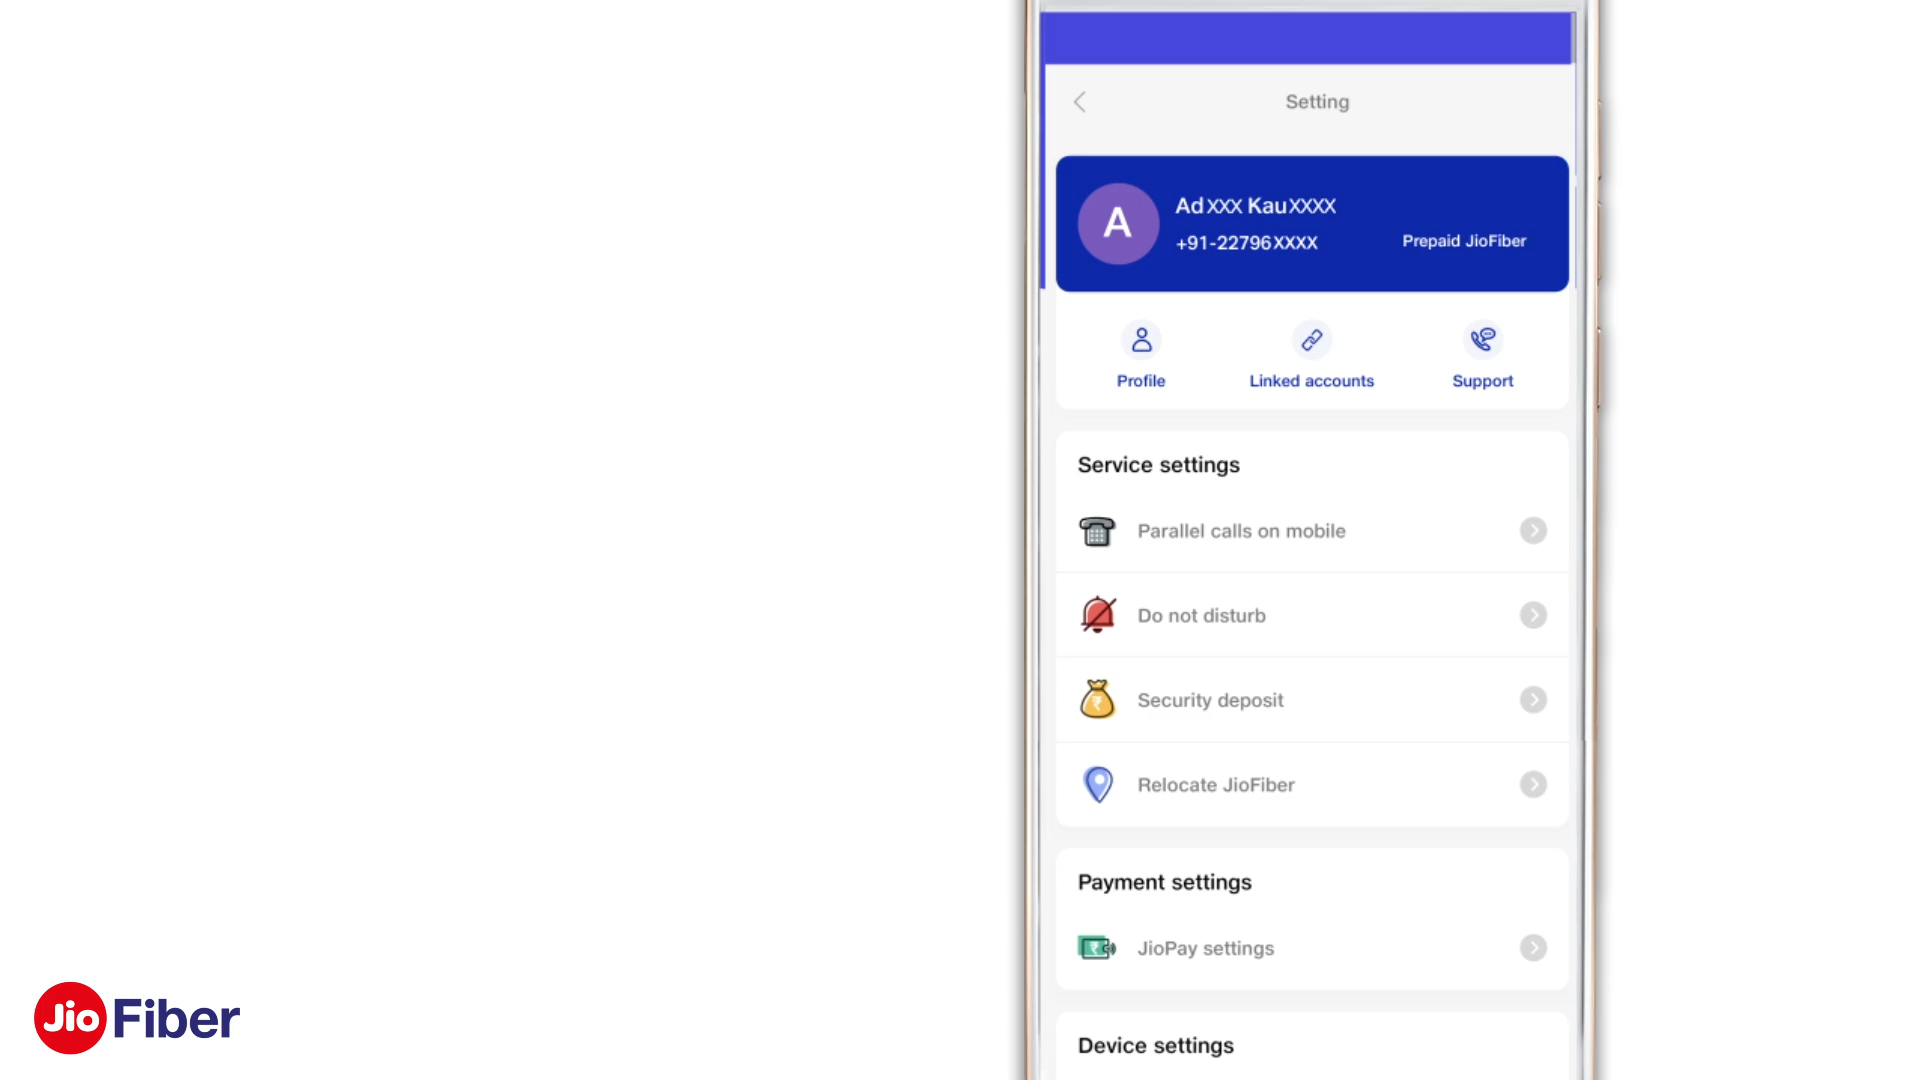 Setting
A
Ad XXX Kau XXXX
+91-22796 XXXX
Prepaid JioFiber
Profile
Linked accounts
Support
Service settings
Parallel calls on mobile
Do not disturb
Security deposit
Relocate JioFiber
Payment settings
JioPay settings
Device settings
Jio Fiber